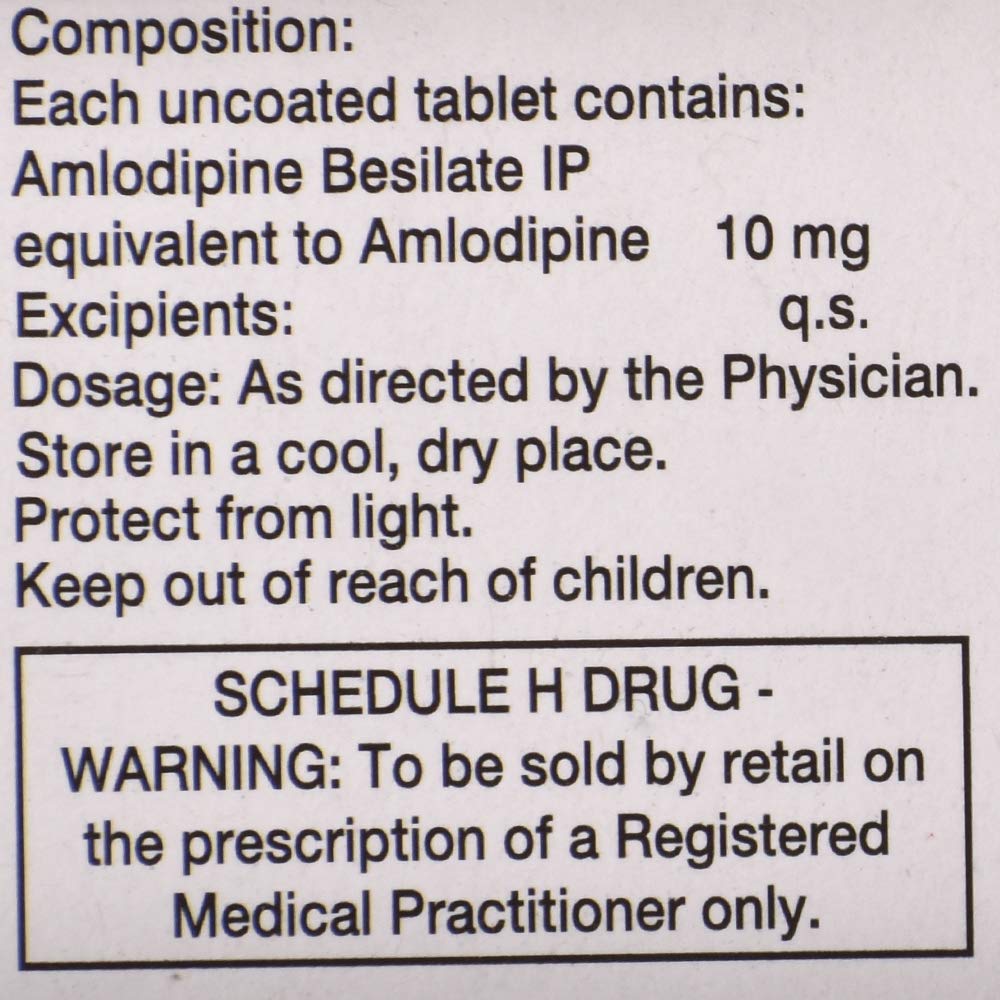 Composition:
Each uncoated tablet contains:
Amlodipine Besilate IP
equivalent to Amlodipine 10 mg
Excipients: q.s.
Dosage: As directed by the Physician.
Store in a cool, dry place.
Protect from light.
Keep out of reach of children.
SCHEDULE H DRUG -
WARNING: To be sold by retail on
the prescription of a Registered
Medical Practitioner only.